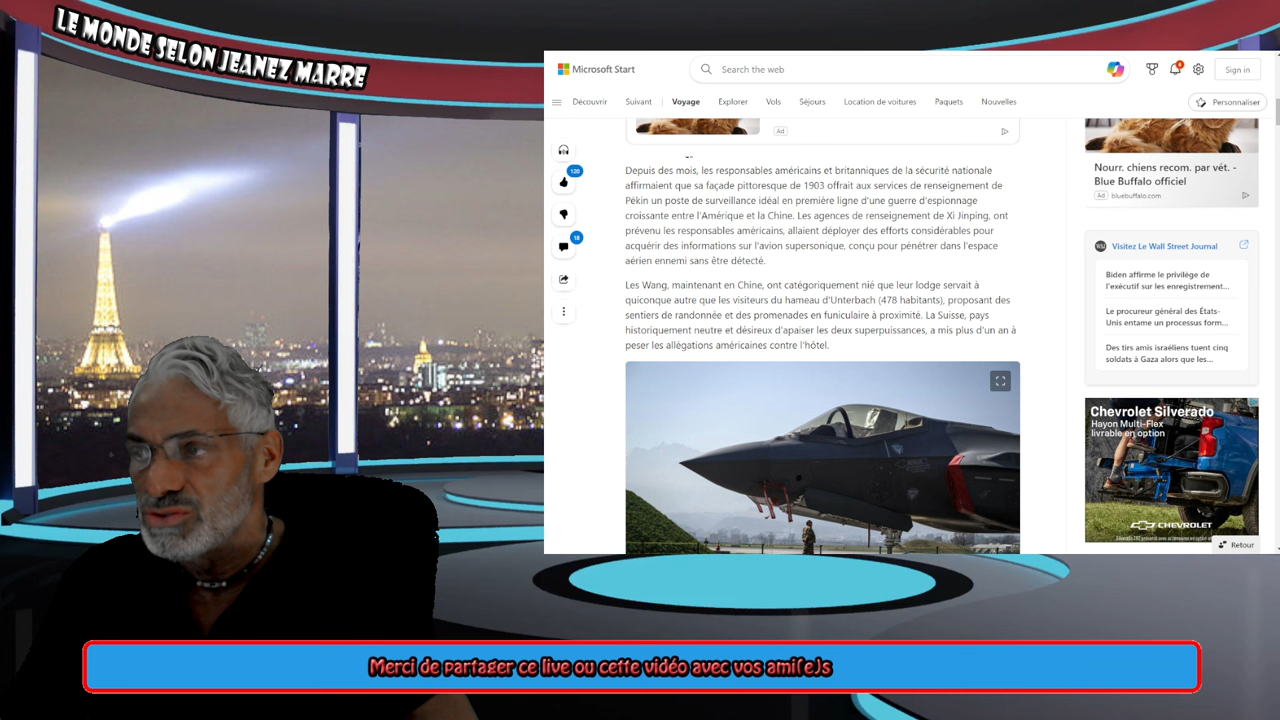 LE MONDE SELON JEANEZ MARRE
Microsoft Start
Search the web
6
Sign in
Découvrir
Suivant
Voyage
Explorer
Vols
Séjours
Location de voitures
Paquets
Nouvelles
Personnaliser
Ad
120
18
Depuis des mois, les responsables américains et britanniques de la sécurité nationale
affirmaient que sa façade pittoresque de 1903 offrait aux services de renseignement de
Pékin un poste de surveillance idéal en première ligne d'une guerre d'espionnage
croissante entre l'Amérique et la Chine. Les agences de renseignement de Xi Jinping, ont
prévenu les responsables américains, allaient déployer des efforts considérables pour
acquérir des informations sur l'avion supersonique, conçu pour pénétrer dans l'espace
aérien ennemi sans être détecté.
Les Wang, maintenant en Chine, ont catégoriquement nié que leur lodge servait à
quiconque autre que les visiteurs du hameau d'Unterbach (478 habitants), proposant des
sentiers de randonnée et des promenades en funiculaire à proximité. La Suisse, pays
historiquement neutre et désireux d'apaiser les deux superpuissances, a mis plus d'un an à
peser les allégations américaines contre l'hôtel.
Nourr. chiens recom. par vét. -
Blue Buffalo officiel
Ad
bluebuffalo.com
Visitez Le Wall Street Journal
Biden affirme le privilège de
l'exécutif sur les enregistrement...
Le procureur général des États-
Unis entame un processus form...
Des tirs amis israéliens tuent cinq
soldats à Gaza alors que les...
Chevrolet Silverado
Hayon Multi-Flex
livrable en option
CHEVROLET
Retour
Merci de partager ce live ou cette vidéo avec vos ami(e)s